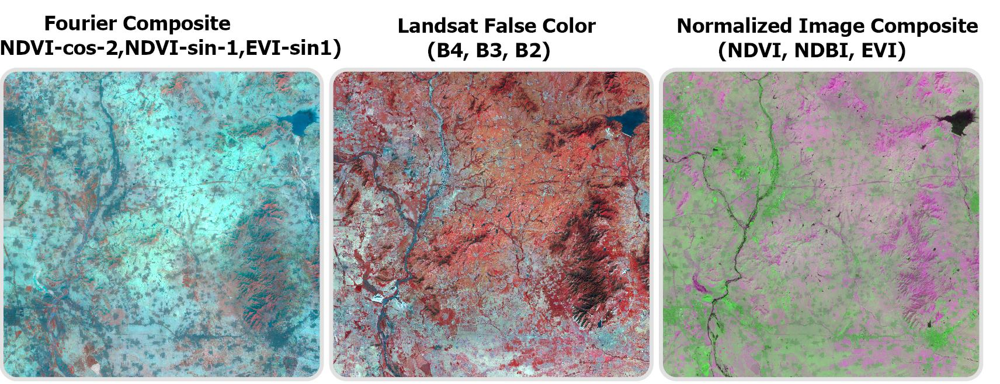 Fourier Composite
NDVI-cos-2,NDVI-sin-1,EVI-sin1)
Landsat False Color
(B4, B3, B2)
Normalized Image Composite
(NDVI, NDBI, EVI)